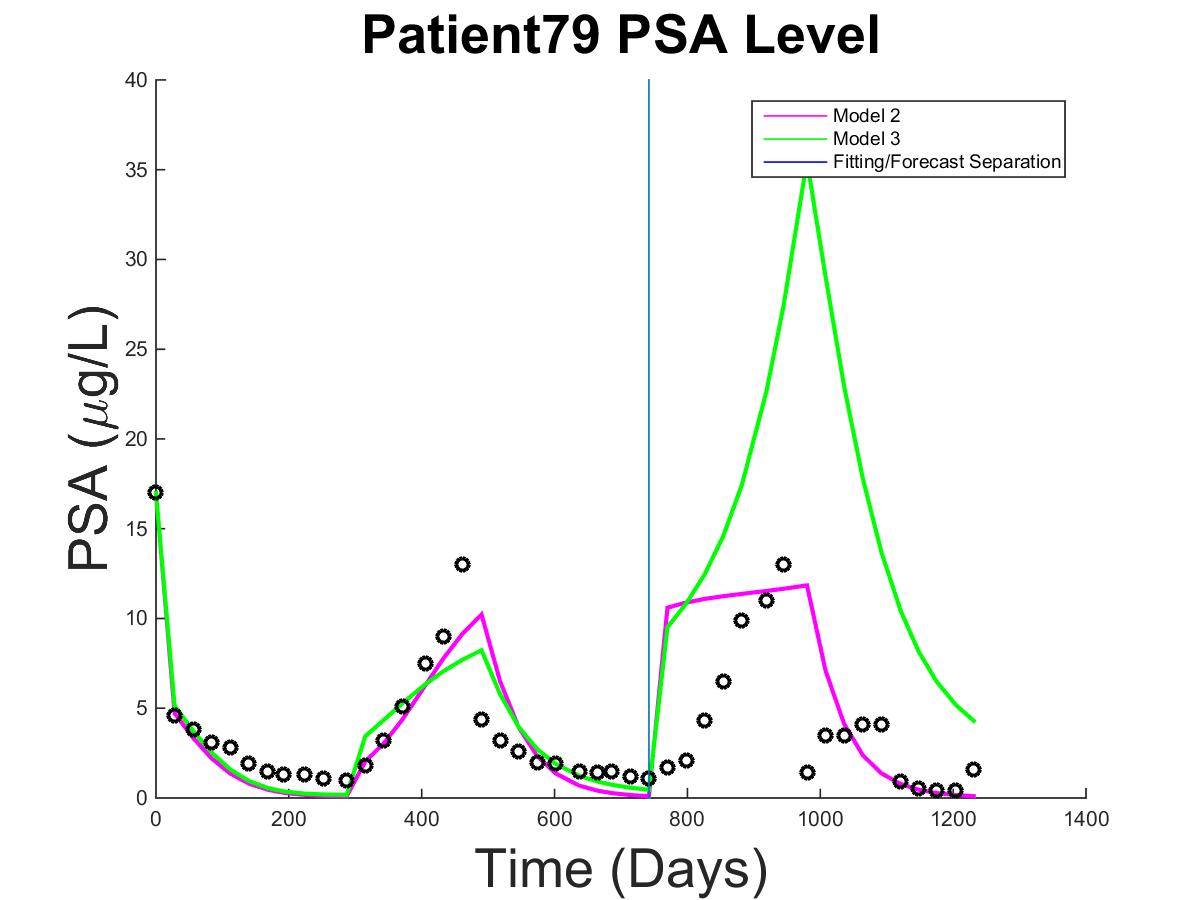 Patient79 PSA Level
PSA (μg/L)
40
35
30
25
20
15
10
5
0
Model 2
Model 3
Fitting/Forecast Separation
0 200 400 600 800 1000 1200 1400
Time (Days)